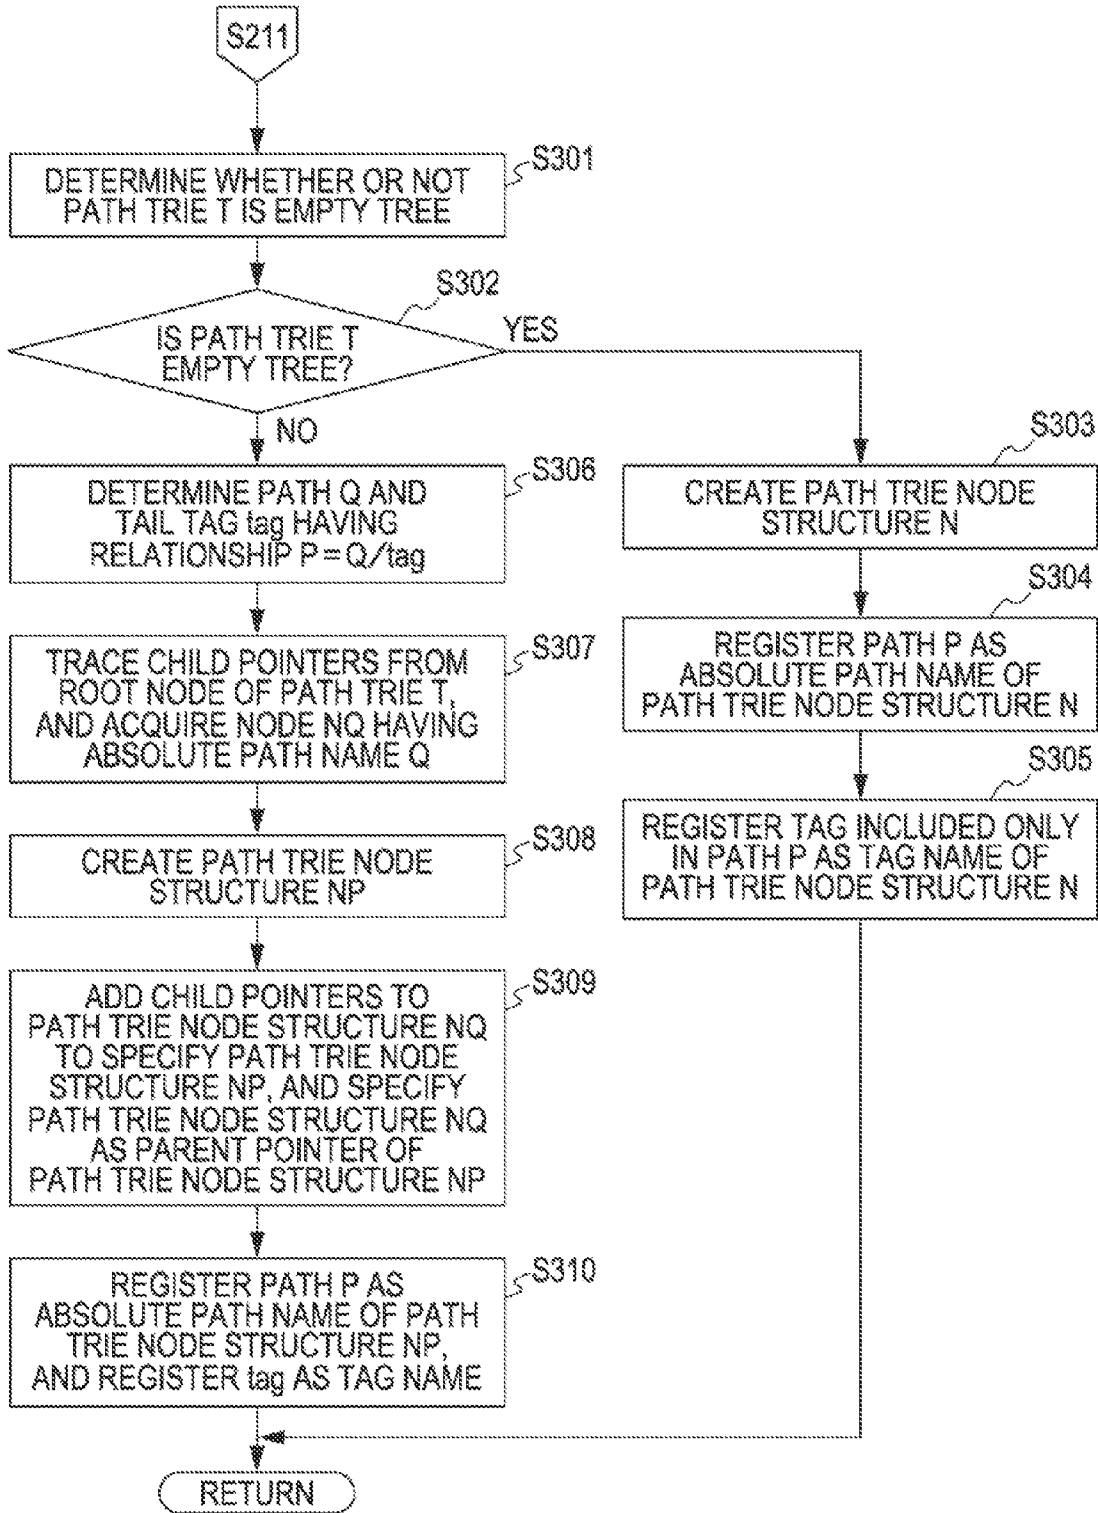 S211
S301
DETERMINE WHETHER OR NOT
PATH TRIE T IS EMPTY TREE
S302
IS PATH TRIE T
EMPTY TREE?
YES
NO
S303
CREATE PATH TRIE NODE
STRUCTURE N
S304
REGISTER PATH P AS
ABSOLUTE PATH NAME OF
PATH TRIE NODE STRUCTURE N
S305
REGISTER TAG INCLUDED ONLY
IN PATH P AS TAG NAME OF
PATH TRIE NODE STRUCTURE N
S306
DETERMINE PATH Q AND
TAIL TAG tag HAVING
RELATIONSHIP P = Q/tag
S307
TRACE CHILD POINTERS FROM
ROOT NODE OF PATH TRIE T,
AND ACQUIRE NODE NQ HAVING
ABSOLUTE PATH NAME Q
S308
CREATE PATH TRIE NODE
STRUCTURE NP
S309
ADD CHILD POINTERS TO
PATH TRIE NODE STRUCTURE NQ
TO SPECIFY PATH TRIE NODE
STRUCTURE NP, AND SPECIFY
PATH TRIE NODE STRUCTURE NQ
AS PARENT POINTER OF
PATH TRIE NODE STRUCTURE NP
S310
REGISTER PATH P AS
ABSOLUTE PATH NAME OF PATH
TRIE NODE STRUCTURE NP,
AND REGISTER tag AS TAG NAME
RETURN